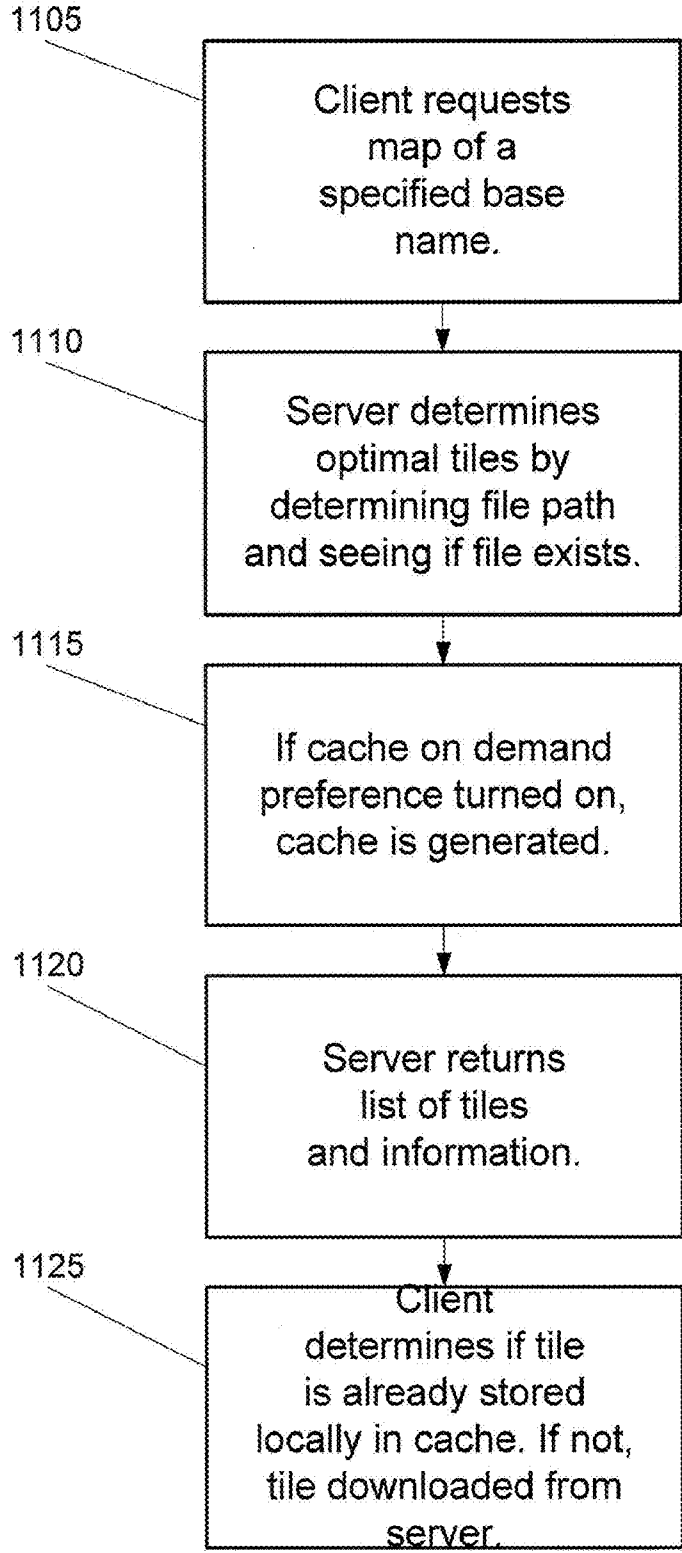 1105
Client requests
map of a
specified base
name.
1110
Server determines
optimal tiles by
determining file path
and seeing if file exists.
1115
If cache on demand
preference turned on,
cache is generated.
1120
Server returns
list of tiles
and information.
1125
Client
determines if tile
is already stored
locally in cache. If not,
tile downloaded from
server.